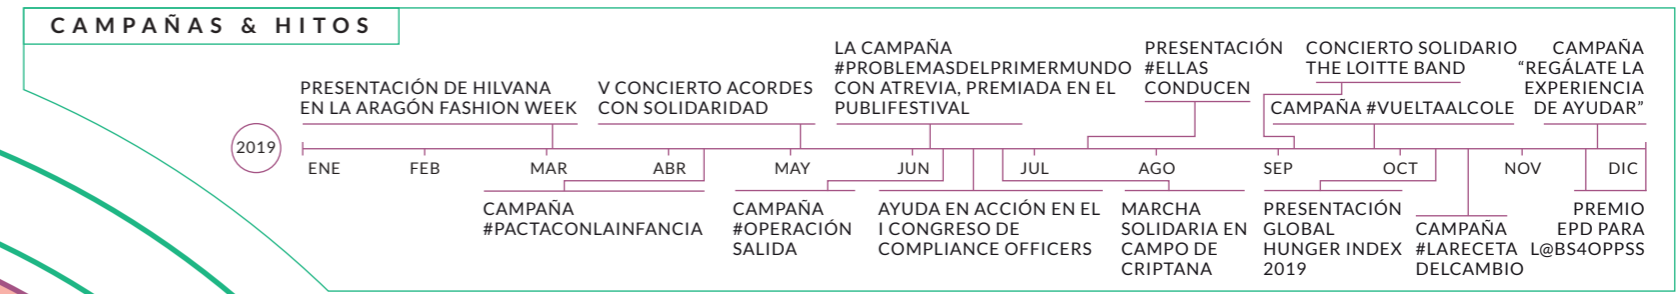 CAMPAÑAS & HITOS
2019
PRESENTACIÓN DE HILVANA
EN LA ARAGÓN FASHION WEEK
V CONCIERTO ACORDES
CON SOLIDARIDAD
LA CAMPAÑA
#PROBLEMASDELPRIMERMUNDO
CON ATREVIA, PREMIADA EN EL
PUBLIFESTIVAL
PRESENTACIÓN
#ELLAS
CONDUCEN
CONCIERTO SOLIDARIO
THE LOITTE BAND
CAMPAÑA #VUELTAALCOLE
CAMPAÑA
“REGÁLATE LA
EXPERIENCIA
DE AYUDAR”
ENE FEB MAR ABR MAY JUN JUL AGO SEP OCT NOV DIC
CAMPAÑA
#PACTACONLAINFANCIA
CAMPAÑA
#OPERACIÓN
SALIDA
AYUDA EN ACCIÓN EN EL
I CONGRESO DE
COMPLIANCE OFFICERS
MARCHA
SOLIDARIA EN
CAMPO DE
CRIPTANA
PRESENTACIÓN
GLOBAL
HUNGER INDEX
2019
CAMPAÑA
#LARECETA
DELCAMBIO
PREMIO
EPD PARA
L@BS4OPPSS